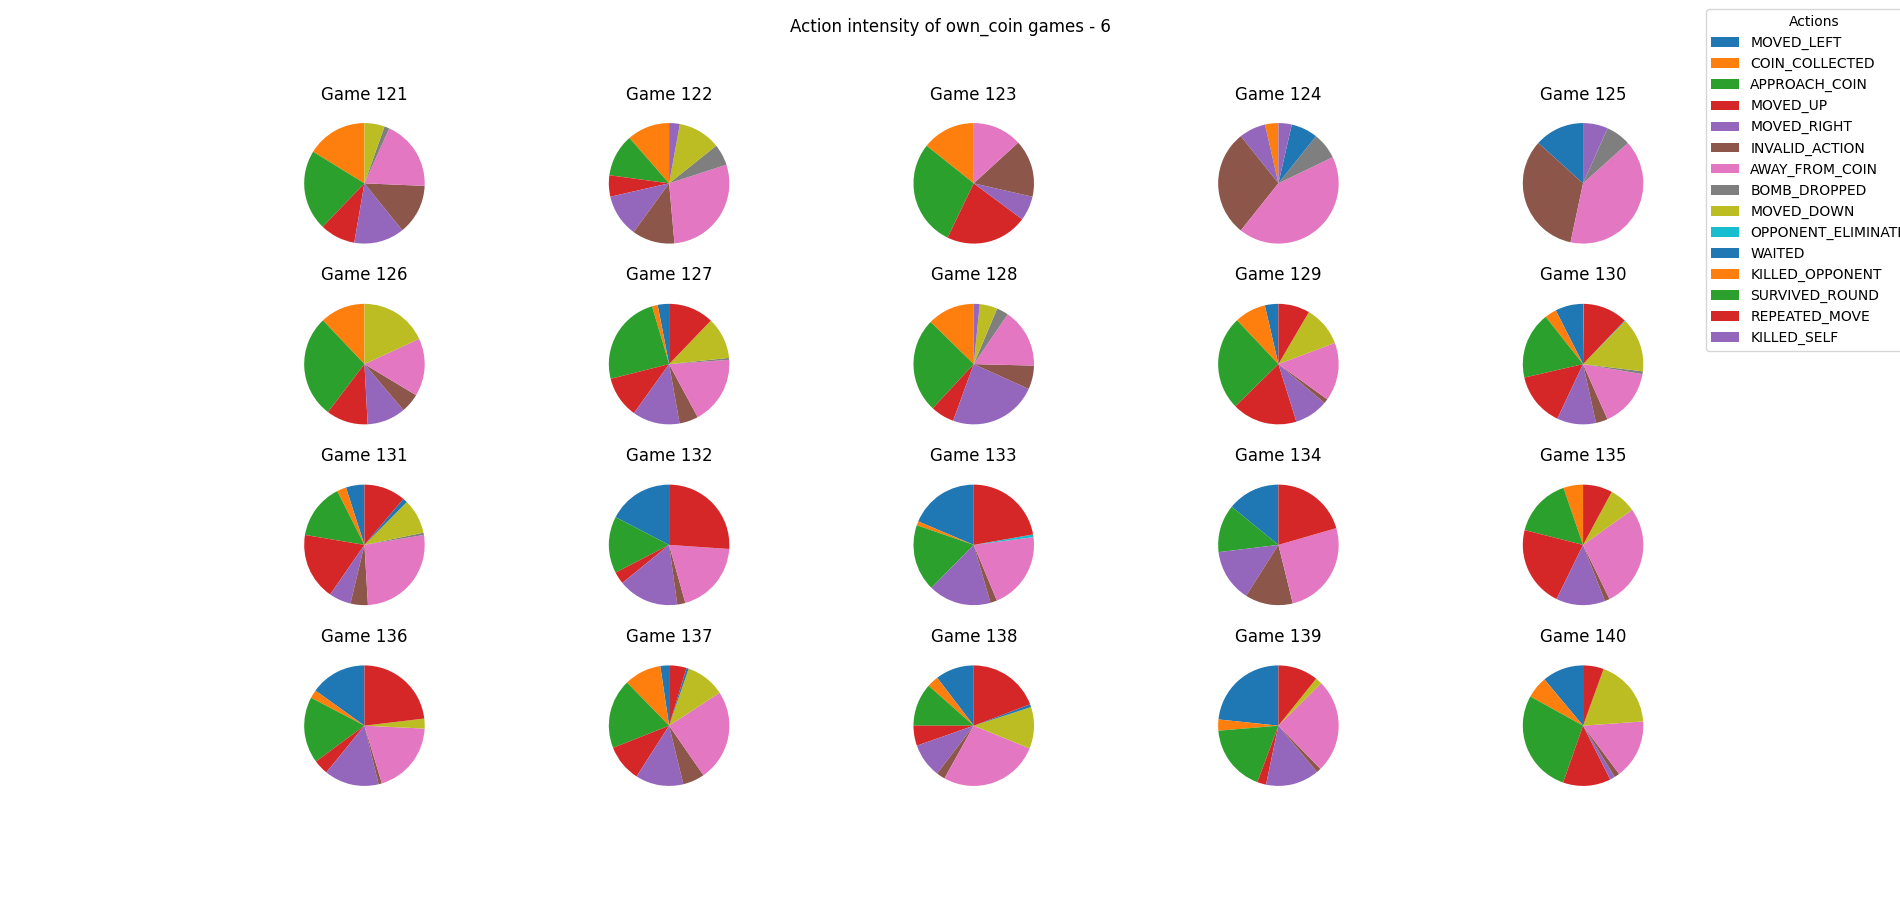 Action intensity of own_coin games - 6
Actions
MOVED_LEFT
COIN_COLLECTED
APPROACH_COIN
MOVED_UP
MOVED_RIGHT
INVALID_ACTION
AWAY_FROM_COIN
BOMB_DROPPED
MOVED_DOWN
OPPONENT_ELIMINATE
WAITED
KILLED_OPPONENT
SURVIVED_ROUND
REPEATED_MOVE
KILLED_SELF
Game 121
Game 122
Game 123
Game 124
Game 125
Game 126
Game 127
Game 128
Game 129
Game 130
Game 131
Game 132
Game 133
Game 134
Game 135
Game 136
Game 137
Game 138
Game 139
Game 140